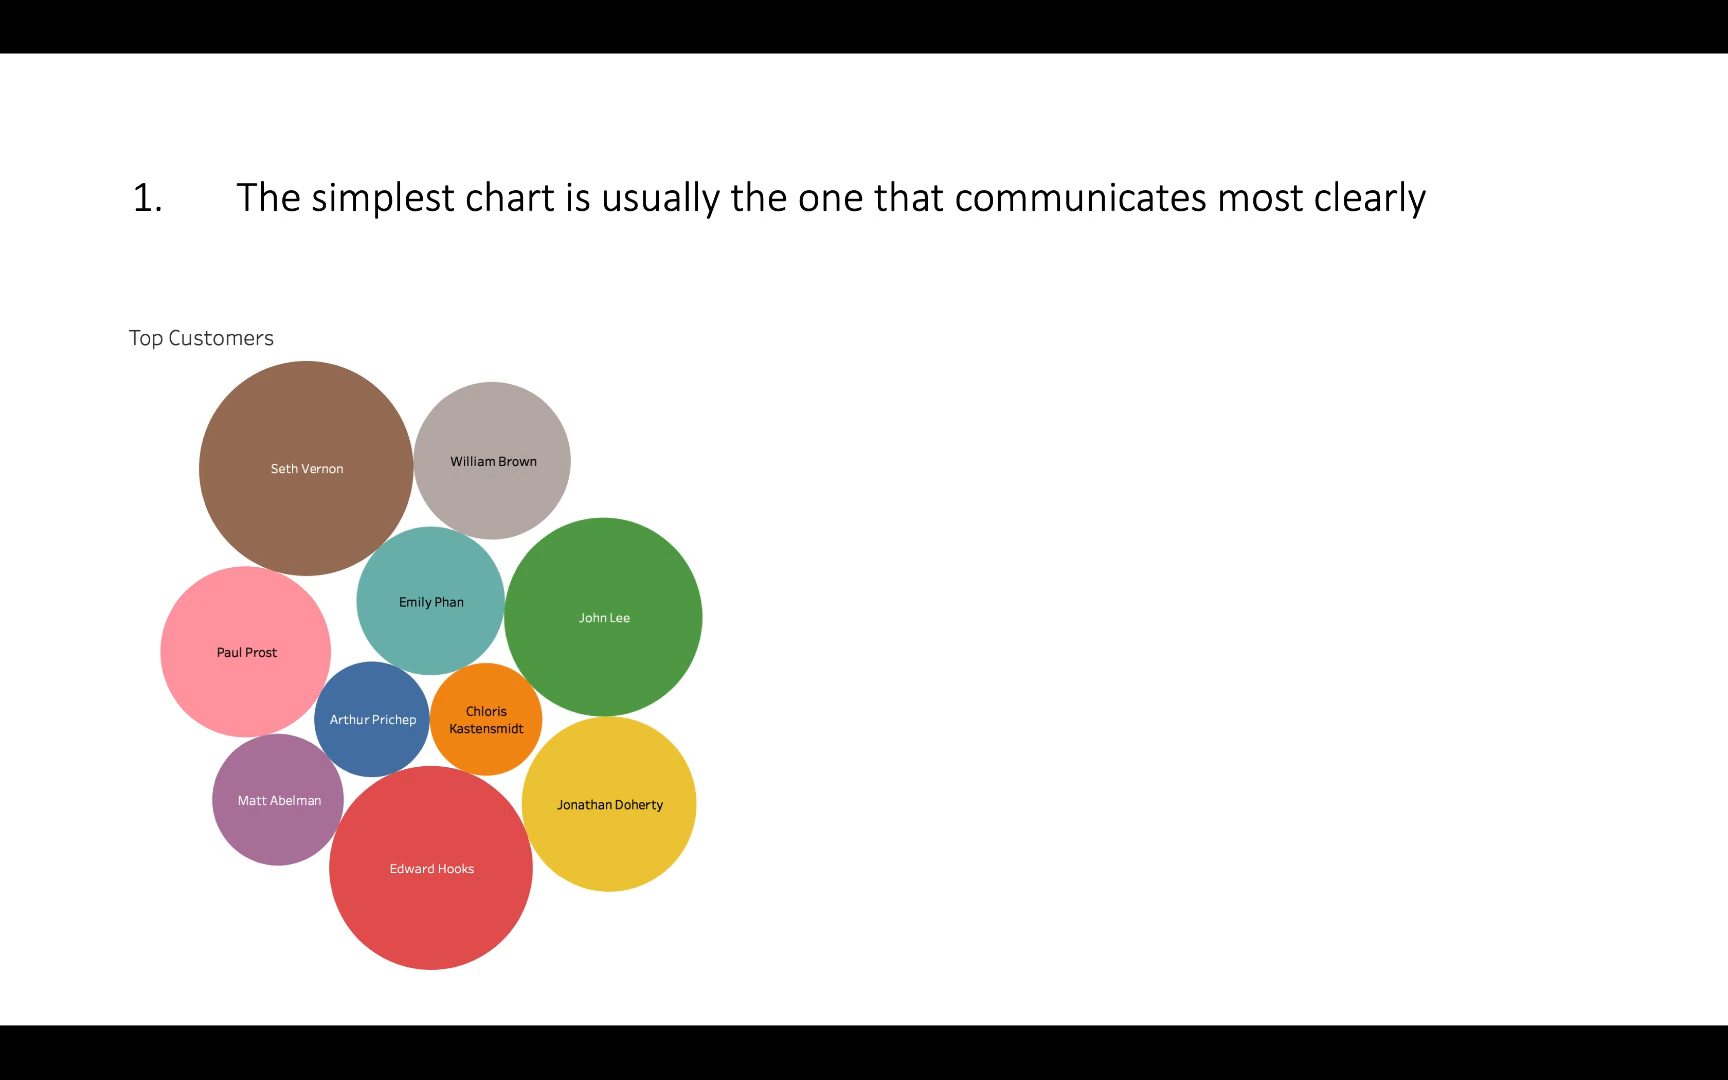 1. The simplest chart is usually the one that communicates most clearly
Top Customers
Seth Vernon
William Brown
Emily Phan
John Lee
Paul Prost
Arthur Prichep
Chloris
Kastensmidt
Matt Abelman
Jonathan Doherty
Edward Hooks